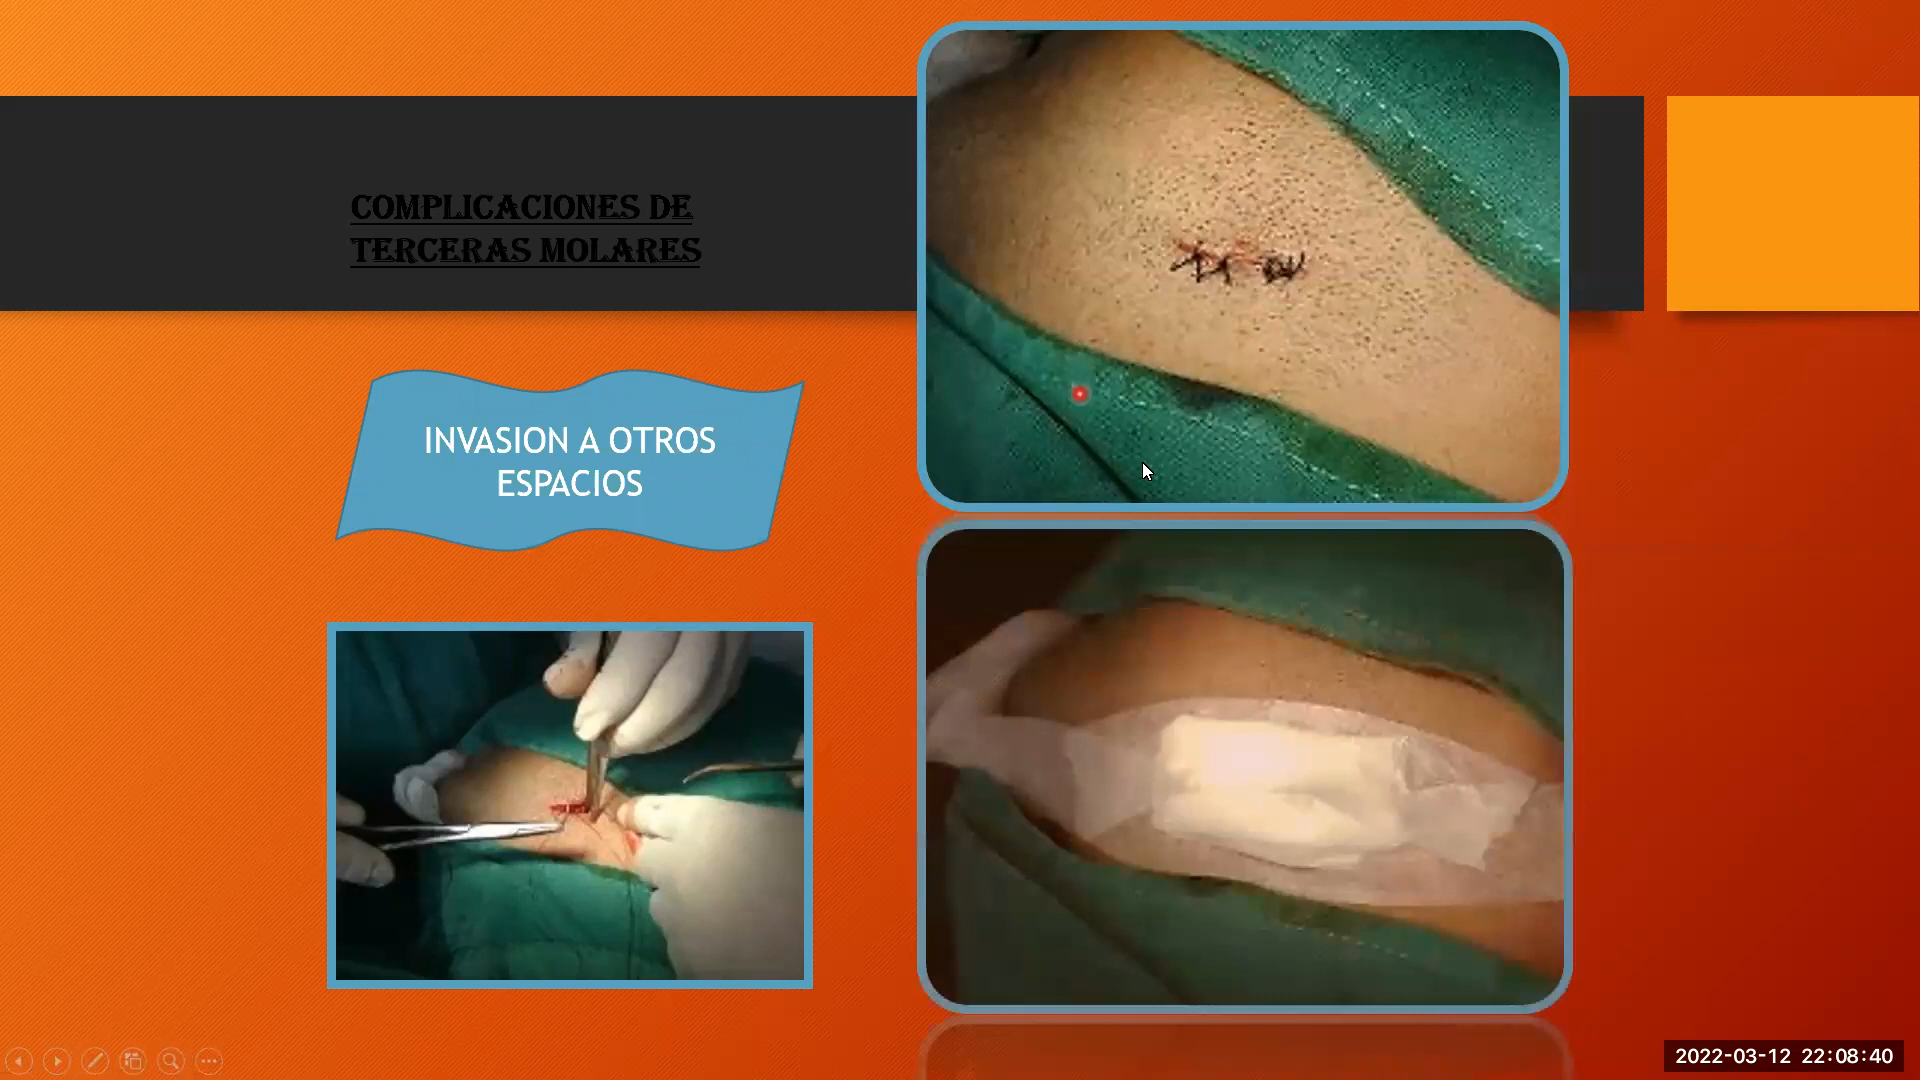 COMPLICACIONES DE
TERCERAS MOLARES
INVASION A OTROS
ESPACIOS
2022-03-12 22:08:40